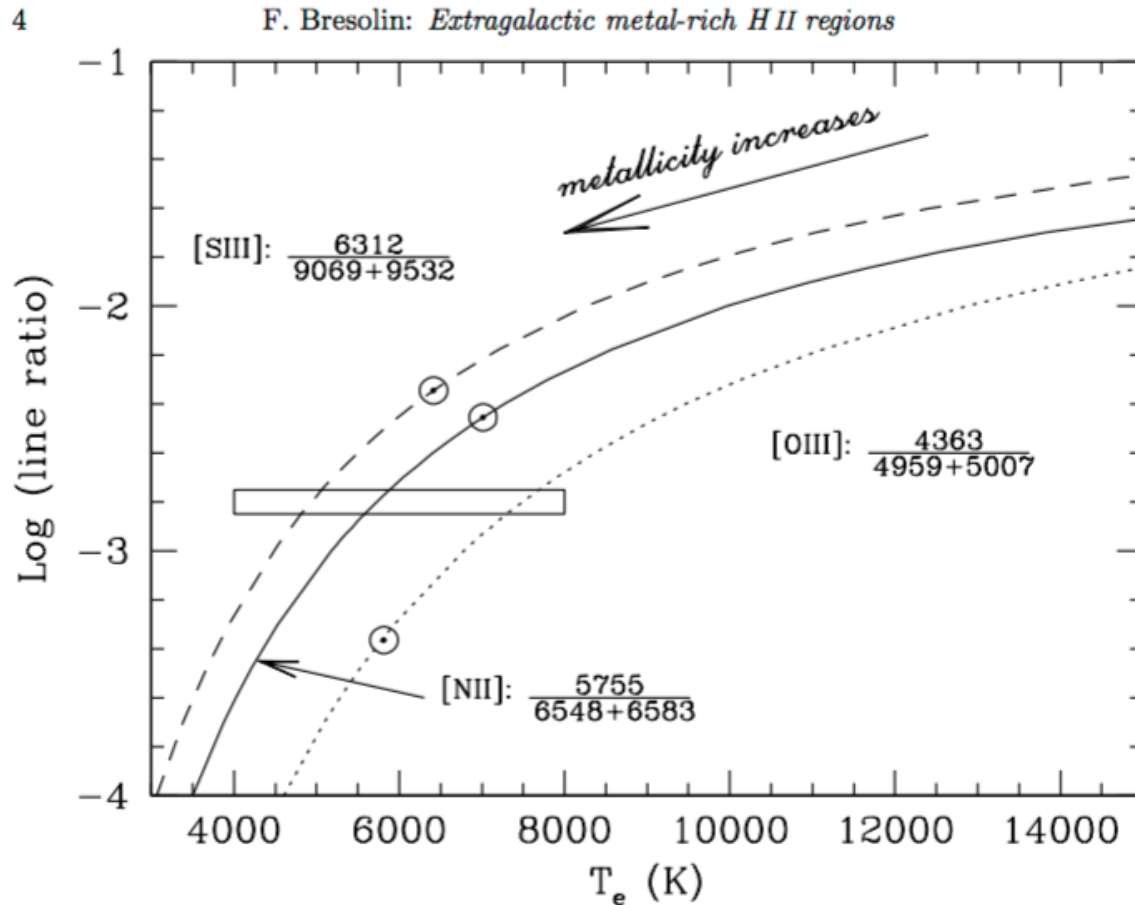 4 F. Bresolin: Extragalactic metal-rich H II regions
-1
metallicity increases
[SIII]: 6312
9069+9532
-2
[OIII]: 4363
4959+5007
Log (line ratio)
-3
[NII]: 5755
6548+6583
-4
4000 6000 8000 10000 12000 14000
Te (K)